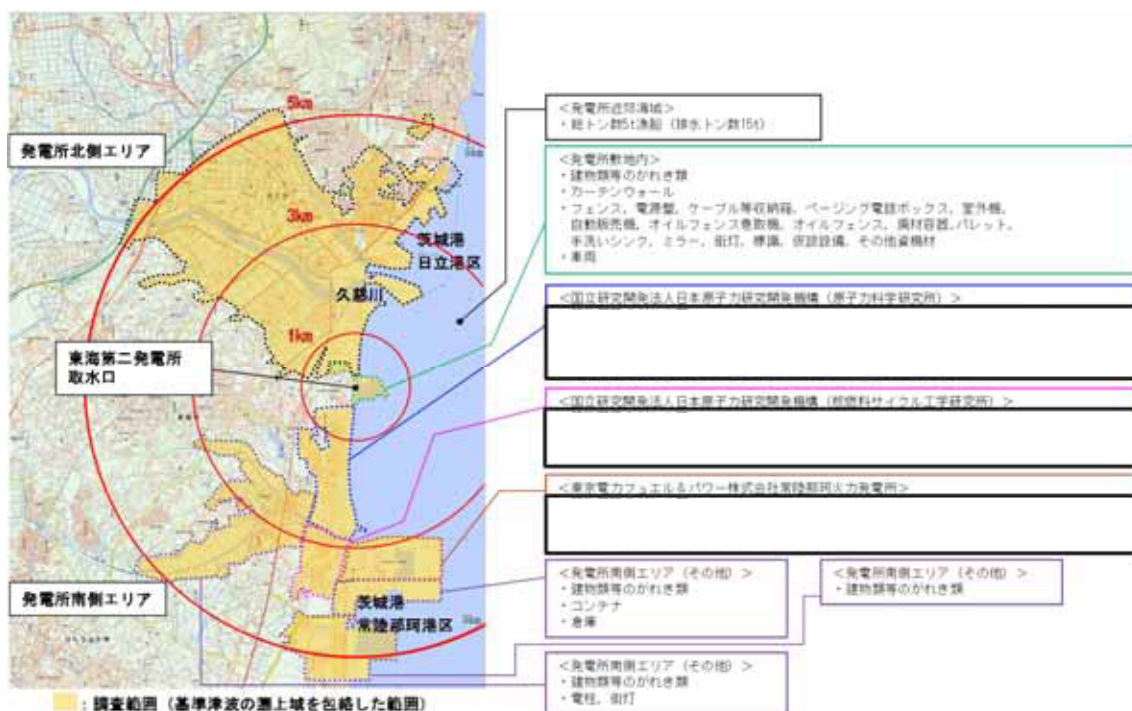 5km
発電所北側エリア
3km
茨城港
日立港区
久慈川
1km
東海第二発電所
取水口
発電所南側エリア
茨城港
常陸那珂港区
:調査範囲(基準津波の遡上域を包絡した範囲)
<発電所近郊海域>
・総トン数5t漁船(排水トン数15t)
<発電所敷地内>
・建物類等のがれき類
・カーテンウォール
・フェンス,電源盤,ケーブル等収納箱,ページング電話ボックス,室外機,
自動販売機,オイルフェンス巻取機,オイルフェンス,廃材容器,パレット,
手洗いシンク,ミラー,街灯,標識,仮設設備,その他資機材
・車両
<国立研究開発法人日本原子力研究開発機構(原子力科学研究所)>
<国立研究開発法人日本原子力研究開発機構(核燃料サイクル工学研究所)>
<東京電力フュエル&パワー株式会社常陸那珂火力発電所>
<発電所南側エリア(その他)>
・建物類等のがれき類
・コンテナ
・倉庫
<発電所南側エリア(その他)>
・建物類等のがれき類
<発電所南側エリア(その他)>
・建物類等のがれき類
・電柱,街灯